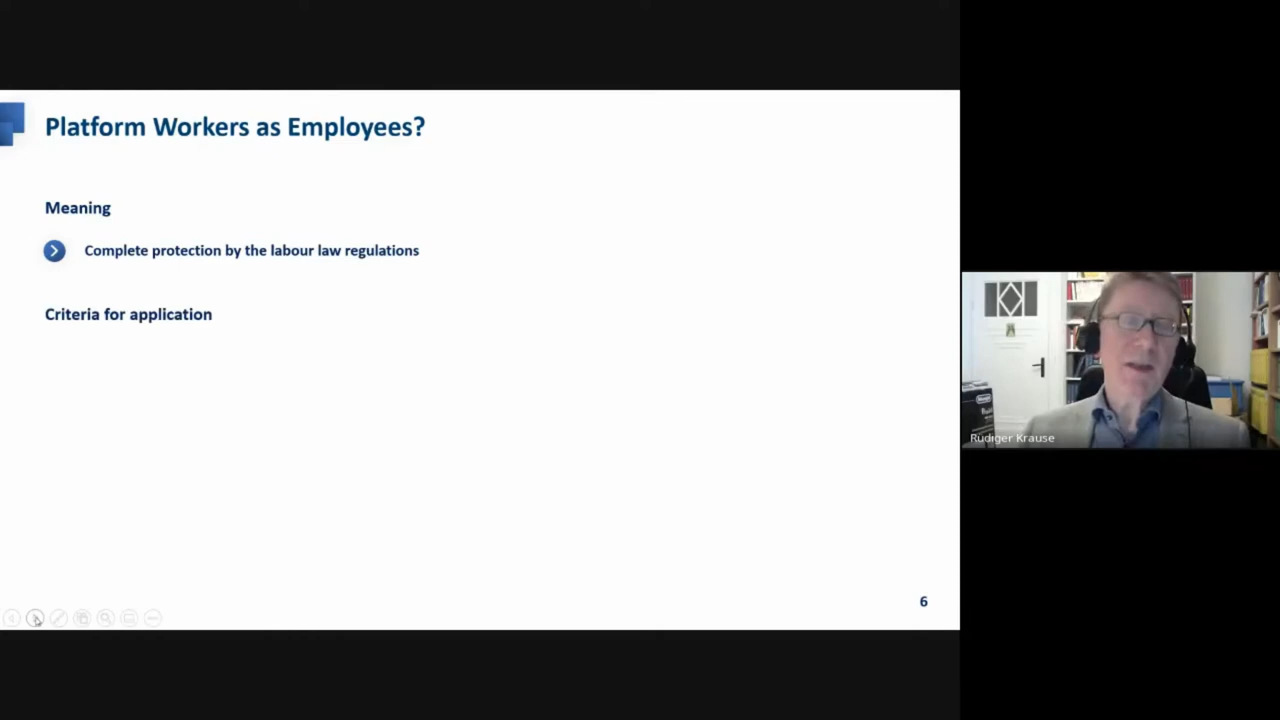 Platform Workers as Employees?
Meaning
Complete protection by the labour law regulations
Criteria for application
6
Rüdiger Krause